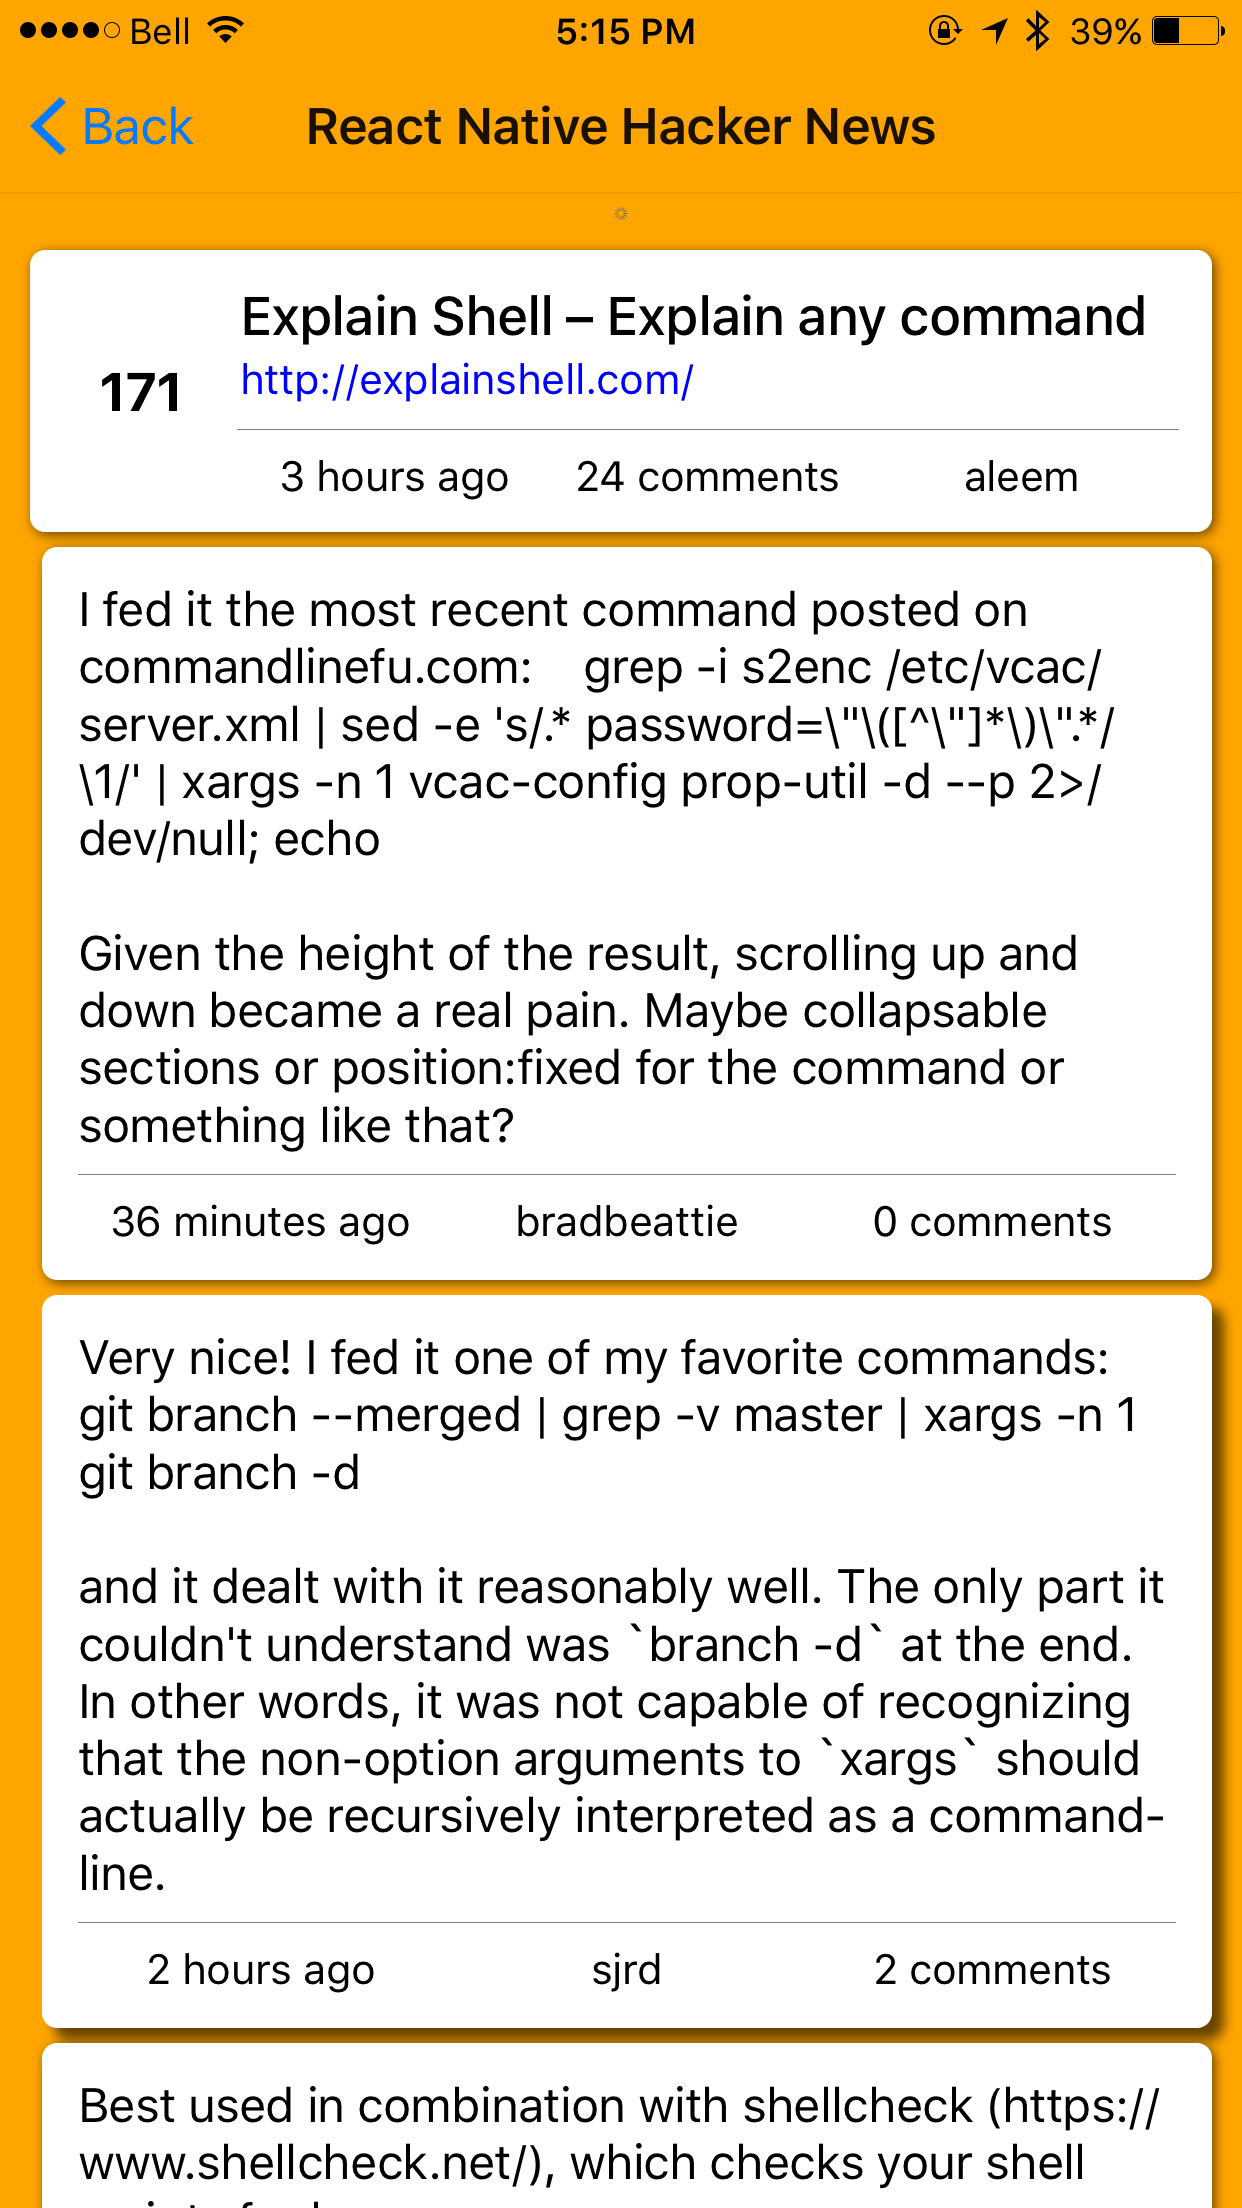 Bell
5:15 PM
39%
Back
React Native Hacker News
Explain Shell – Explain any command
171
http://explainshell.com/
3 hours ago 24 comments aleem
I fed it the most recent command posted on
commandlinefu.com:    grep -i s2enc /etc/vcac/
server.xml | sed -e 's/.* password=\"\([^\"]*\)\".*/
\1/' | xargs -n 1 vcac-config prop-util -d --p 2>/
dev/null; echo
Given the height of the result, scrolling up and
down became a real pain. Maybe collapsable
sections or position:fixed for the command or
something like that?
36 minutes ago bradbeattie 0 comments
Very nice! I fed it one of my favorite commands:
git branch --merged | grep -v master | xargs -n 1
git branch -d
and it dealt with it reasonably well. The only part it
couldn't understand was `branch -d` at the end.
In other words, it was not capable of recognizing
that the non-option arguments to `xargs` should
actually be recursively interpreted as a command-
line.
2 hours ago sjrd 2 comments
Best used in combination with shellcheck (https://
www.shellcheck.net/), which checks your shell